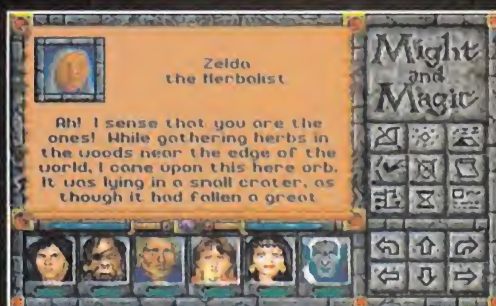 Zelda
the Herbalist
Might
and
Magic
Ah! I sense that you are the
ones! While gathering herbs in
the woods near the edge of the
world, I came upon this here orb.
It was lying in a small crater, as
though it had fallen a great